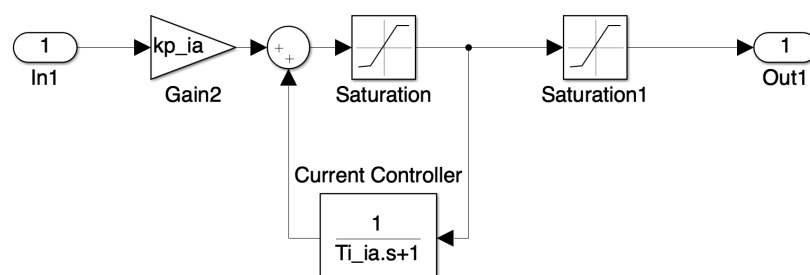 1
In1
kp_ia
Gain2
+
+
Saturation
Saturation1
1
Out1
Current Controller
1
Ti_ia.s+1